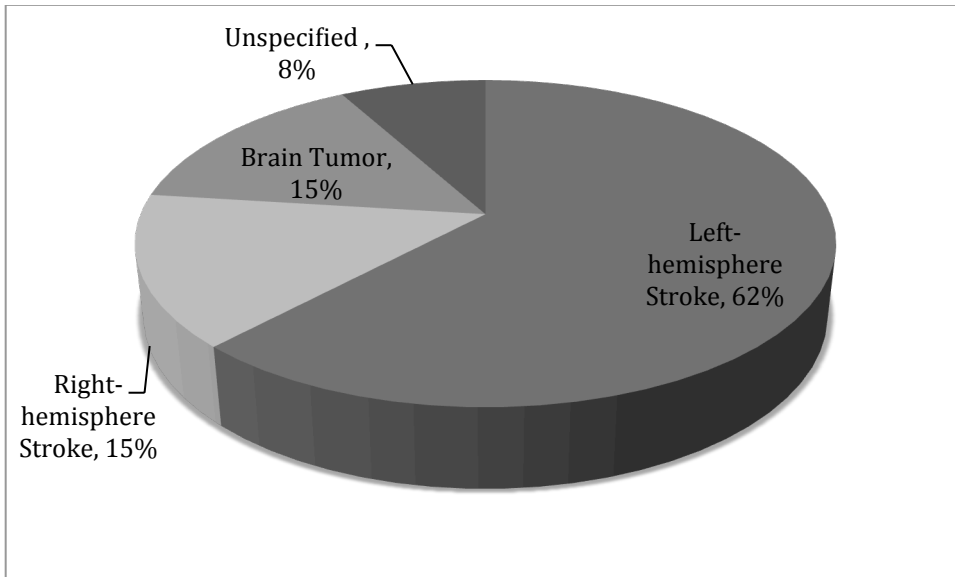 Unspecified ,
8%
Brain Tumor,
15%
Left-
hemisphere
Stroke, 62%
Right-
hemisphere
Stroke, 15%